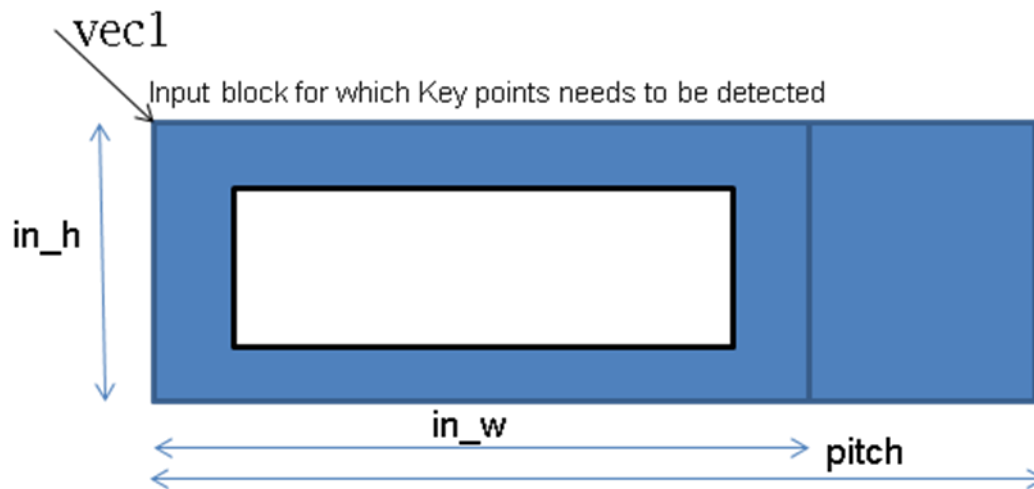 vec1
Input block for which Key points needs to be detected
in_h
in_w
pitch